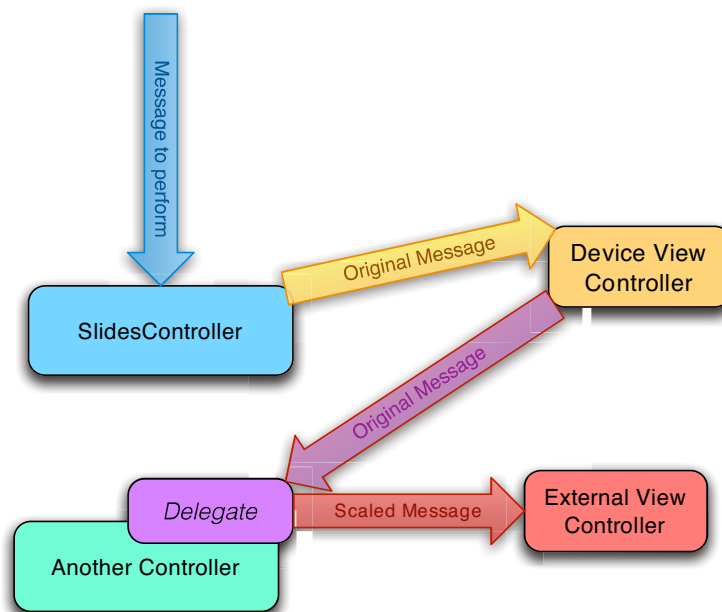 Message to perform
Original Message
Device View
Controller
SlidesController
Original Message
Delegate
Scaled Message
External View
Controller
Another Controller